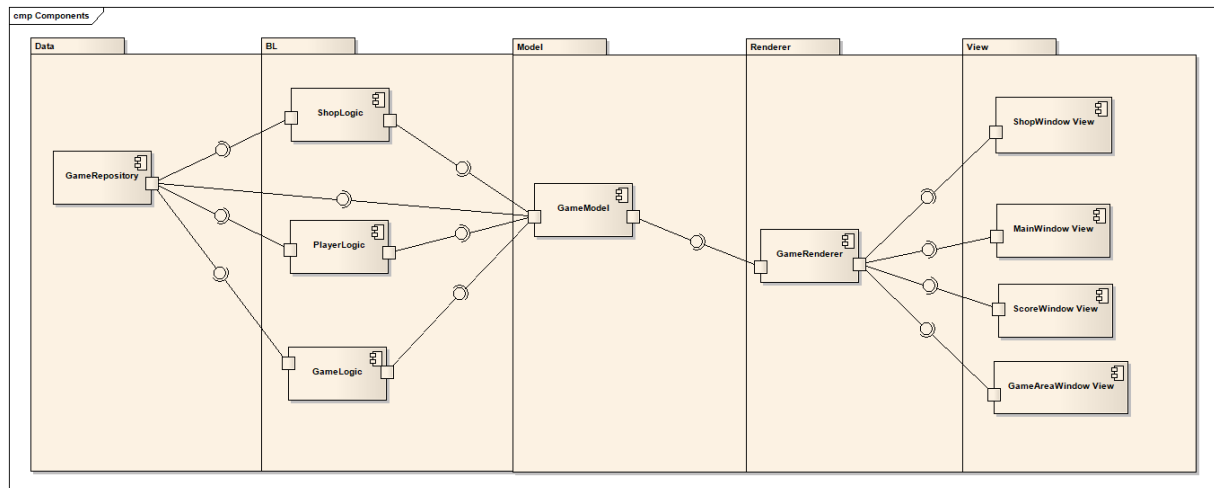 cmp Components
Data
BL
Model
Renderer
View
ShopLogic
ShopWindow View
GameRepository
GameModel
PlayerLogic
MainWindow View
GameRenderer
ScoreWindow View
GameLogic
GameAreaWindow View